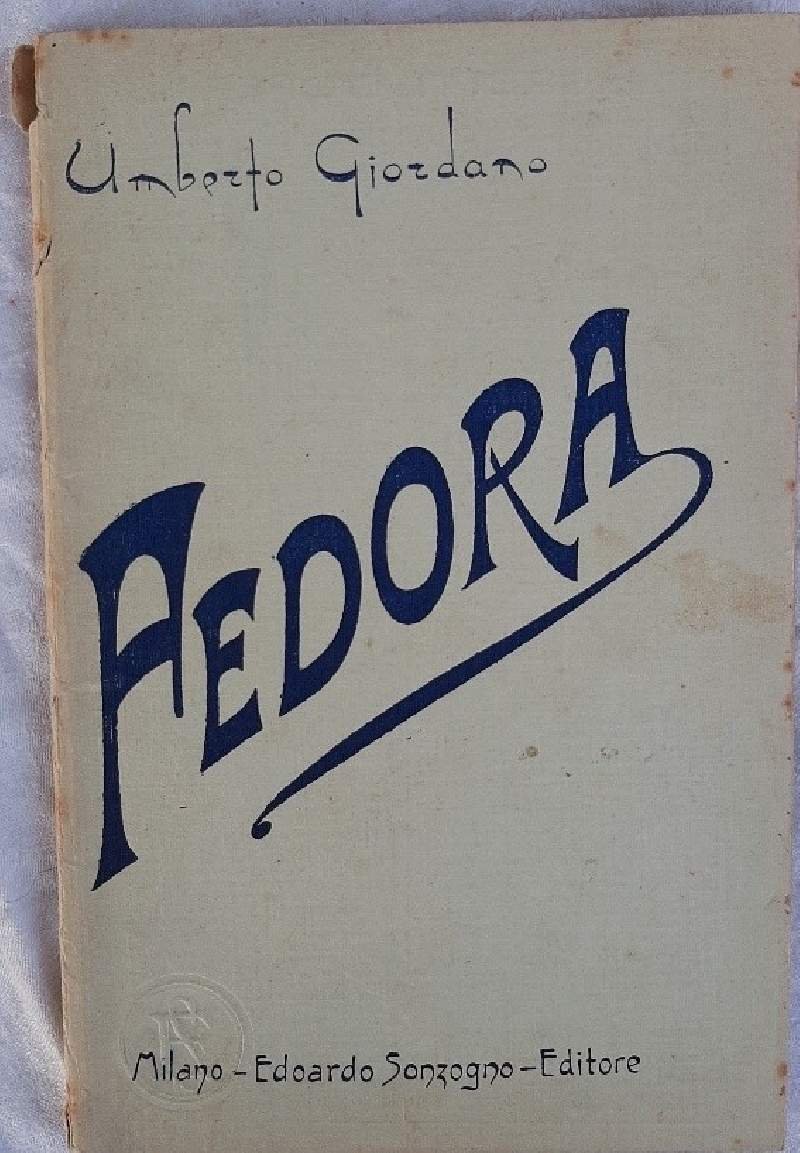 Umberto Giordano
FEDORA
Milano - Edoardo Sonzogno - Editore